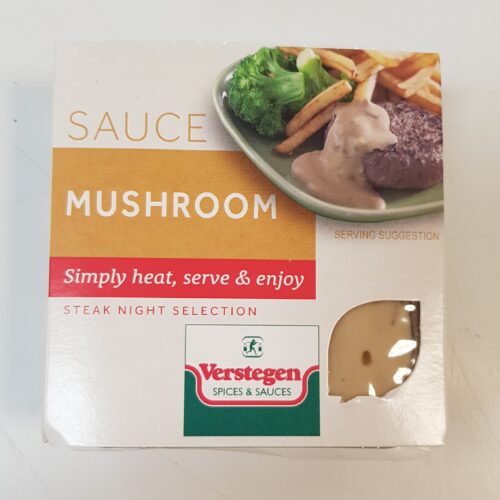 SAUCE
MUSHROOM
SERVING SUGGESTION
Simply heat, serve & enjoy
STEAK NIGHT SELECTION
Verstegen
SPICES & SAUCES